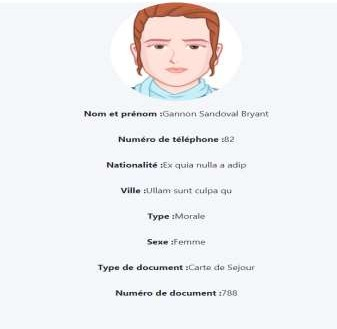 Nom et prénom :Gannon Sandoval Bryant
Numéro de téléphone :82
Nationalité :Ex quia nulla a adip
Ville :Ullam sunt culpa qu
Type :Morale
Sexe :Femme
Type de document :Carte de Sejour
Numéro de document :788